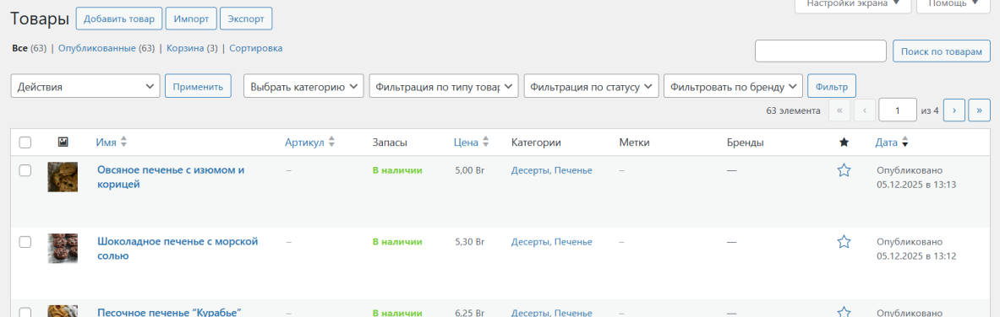 Настройки экрана ▼ Помощь ▼
Товары Добавить товар Импорт Экспорт
Все (63) | Опубликованные (63) | Корзина (3) | Сортировка
Поиск по товарам
Действия Применить Выбрать категорию Фильтрация по типу товар Фильтрация по статусу Фильтровать по бренду Фильтр
63 элемента « ‹ 1 из 4 › »
Имя Артикул Запасы Цена Категории Метки Бренды Дата
Овсяное печенье с изюмом и – В наличии 5,00 Br Десерты, Печенье – — Опубликовано
корицей 05.12.2025 в 13:13
Шоколадное печенье с морской – В наличии 5,30 Br Десерты, Печенье – — Опубликовано
солью 05.12.2025 в 13:12
Песочное печенье “Курабье” – В наличии 6,25 Br Десерты, Печенье – — Опубликовано